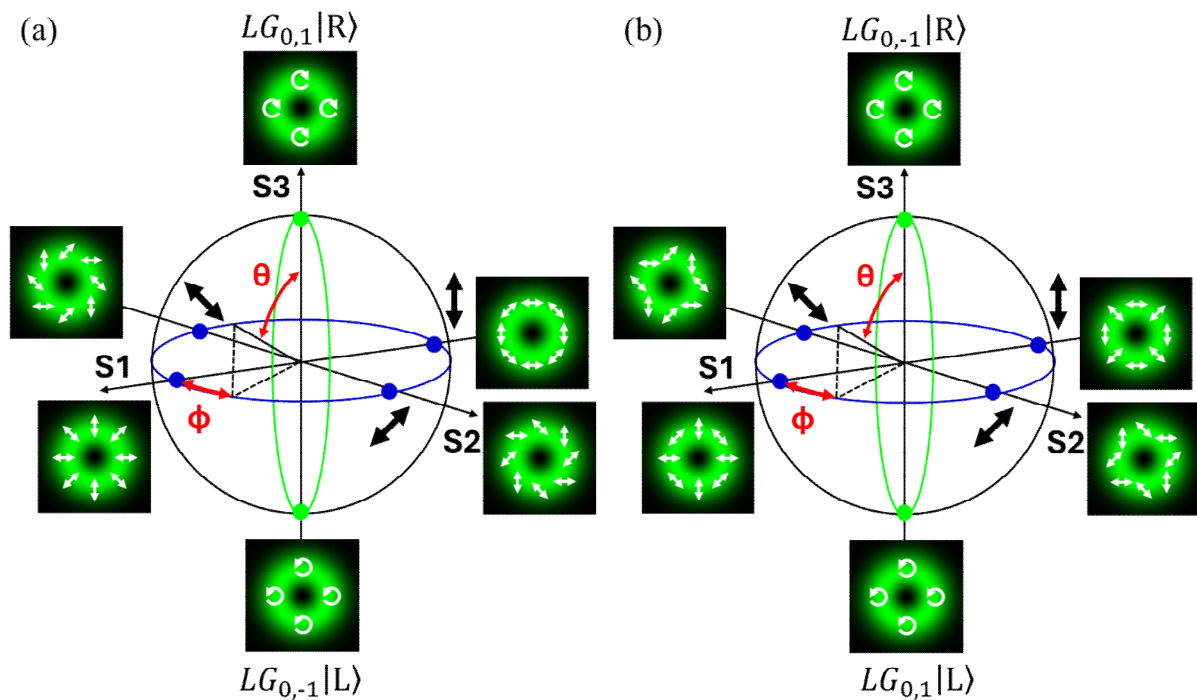 (a)
LG₀,₁|R⟩
S3
θ
S1
ϕ
S2
LG₀,₋₁|L⟩
(b)
LG₀,₋₁|R⟩
S3
θ
S1
ϕ
S2
LG₀,₁|L⟩